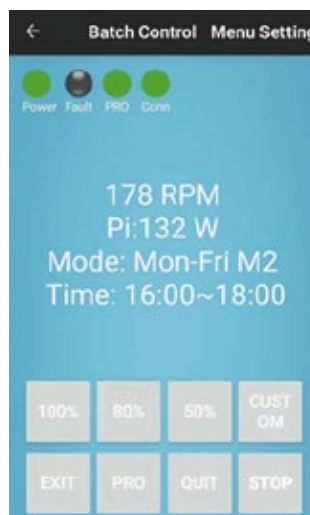 ← Batch Control Menu Setting
Power Fault PRO Conn
178 RPM
Pi:132 W
Mode: Mon-Fri M2
Time: 16:00~18:00
100% 80% 50% CUST
OM
EXIT PRO QUIT STOP